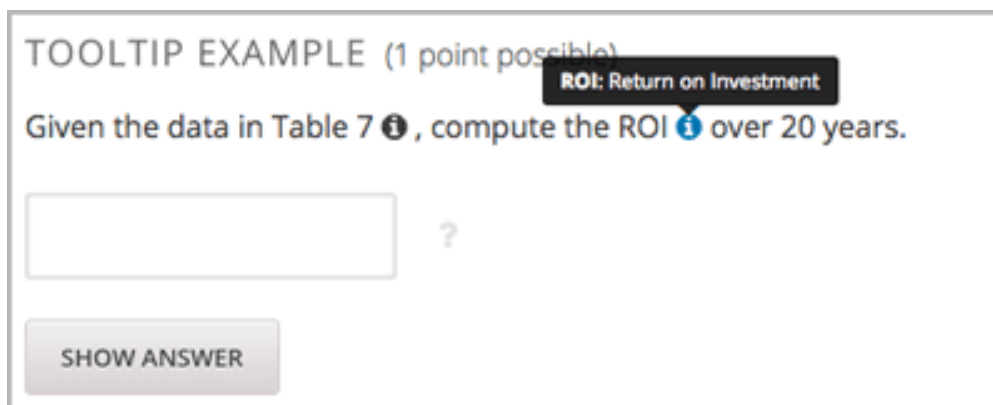 TOOLTIP EXAMPLE (1 point possible)
ROI: Return on Investment
Given the data in Table 7 i , compute the ROI i over 20 years.
?
SHOW ANSWER